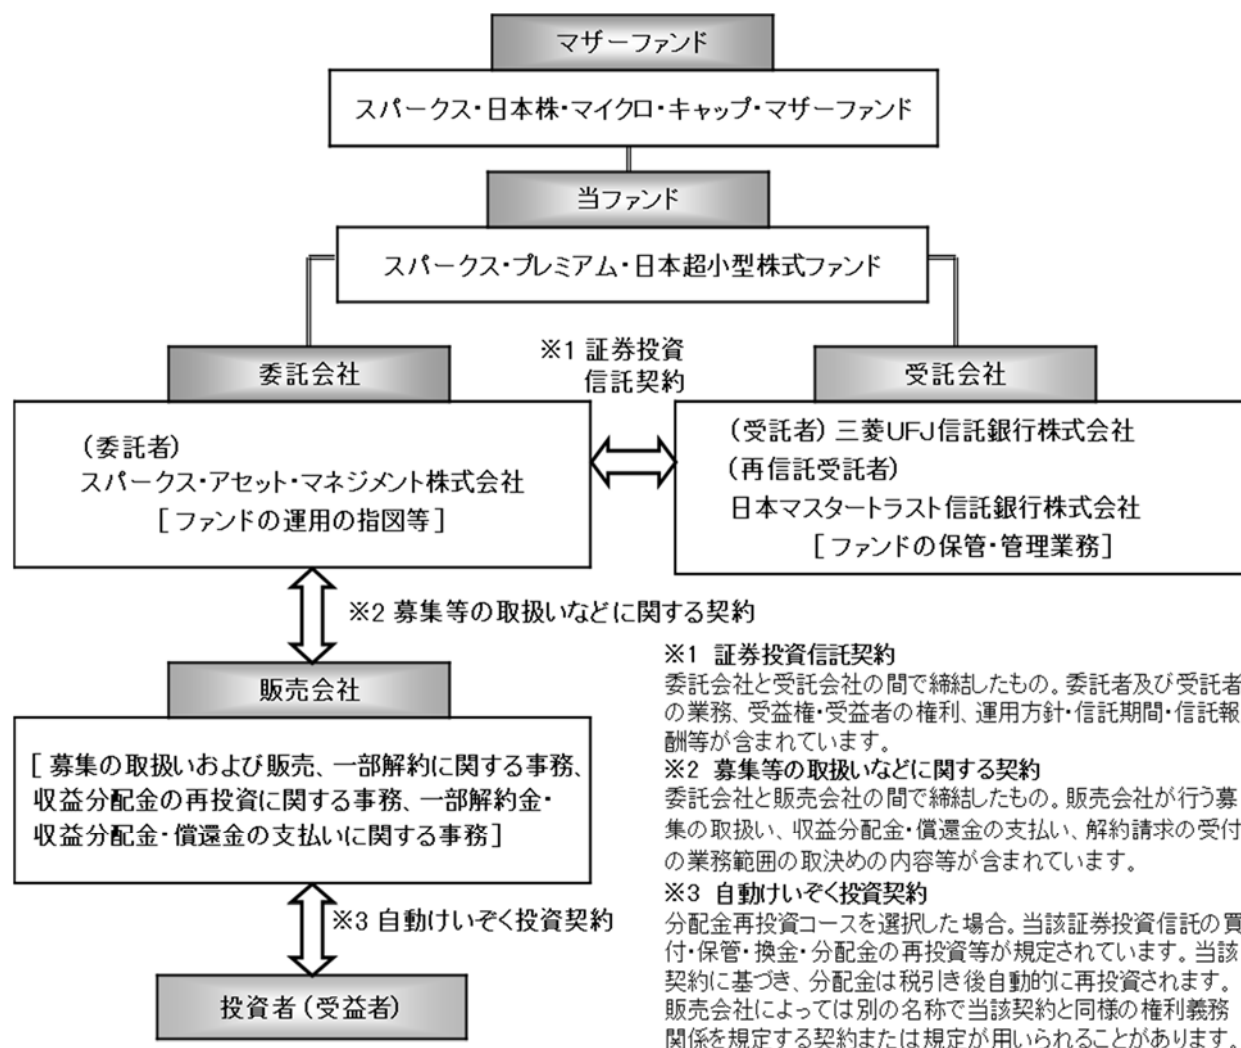 マザーファンド
スパークス・日本株・マイクロ・キャップ・マザーファンド
当ファンド
スパークス・プレミアム・日本超小型株式ファンド
委託会社
※1 証券投資
信託契約
受託会社
(委託者)
スパークス・アセット・マネジメント株式会社
[ファンドの運用の指図等]
(受託者) 三菱UFJ信託銀行株式会社
(再信託受託者)
日本マスタートラスト信託銀行株式会社
[ファンドの保管・管理業務]
※2 募集等の取扱いなどに関する契約
販売会社
[ 募集の取扱いおよび販売、一部解約に関する事務、
収益分配金の再投資に関する事務、一部解約金・
収益分配金・償還金の支払いに関する事務]
※3 自動けいぞく投資契約
投資者(受益者)
※1 証券投資信託契約
委託会社と受託会社の間で締結したもの。委託者及び受託者
の業務、受益権・受益者の権利、運用方針・信託期間・信託報
酬等が含まれています。
※2 募集等の取扱いなどに関する契約
委託会社と販売会社の間で締結したもの。販売会社が行う募
集の取扱い、収益分配金・償還金の支払い、解約請求の受付
の業務範囲の取決めの内容等が含まれています。
※3 自動けいぞく投資契約
分配金再投資コースを選択した場合。当該証券投資信託の買
付・保管・換金・分配金の再投資等が規定されています。当該
契約に基づき、分配金は税引き後自動的に再投資されます。
販売会社によっては別の名称で当該契約と同様の権利義務
関係を規定する契約または規定が用いられることがあります。